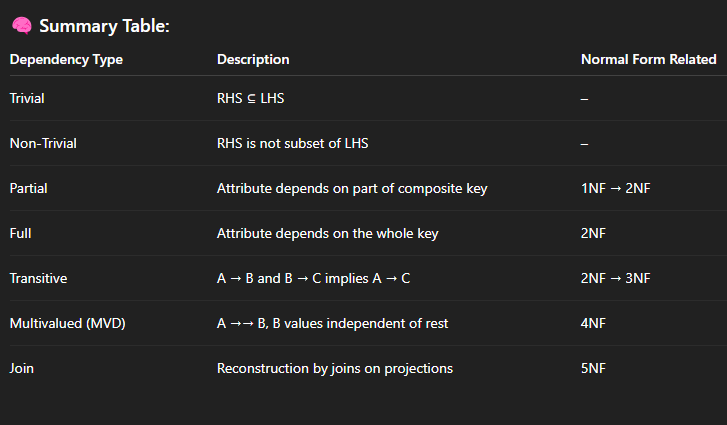 🧠 Summary Table:
Dependency Type Description Normal Form Related
Trivial RHS ⊆ LHS –
Non-Trivial RHS is not subset of LHS –
Partial Attribute depends on part of composite key 1NF → 2NF
Full Attribute depends on the whole key 2NF
Transitive A → B and B → C implies A → C 2NF → 3NF
Multivalued (MVD) A →→ B, B values independent of rest 4NF
Join Reconstruction by joins on projections 5NF